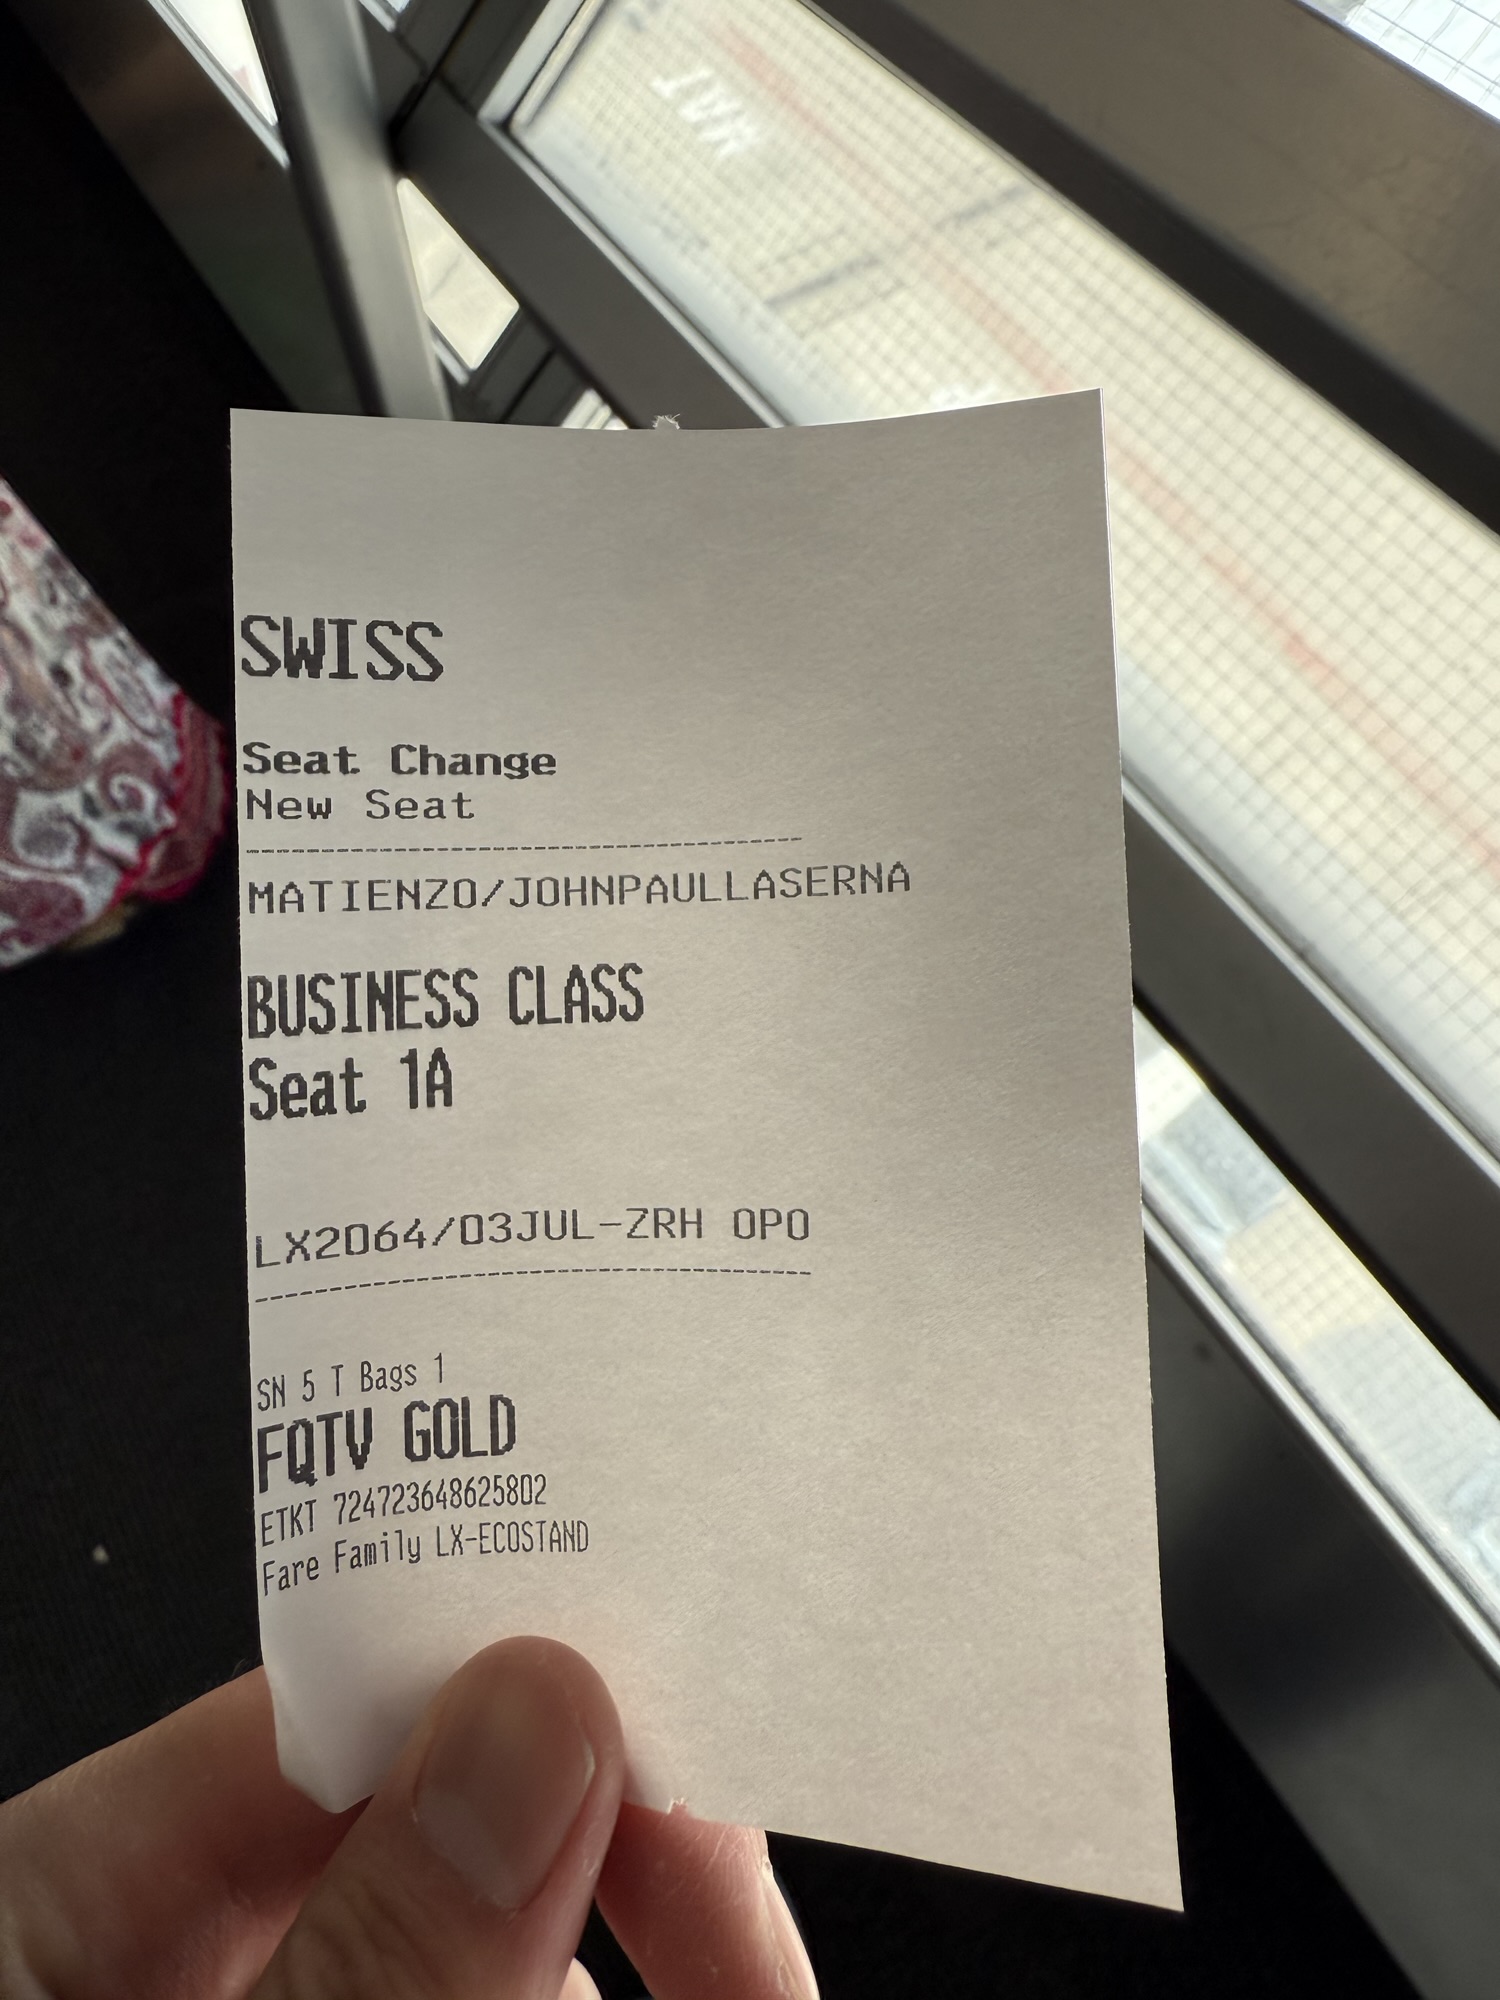 SWISS
Seat Change
New Seat
MATIENZO/JOHNPAULLASERNA
BUSINESS CLASS
Seat 1A
LX2064/03JUL-ZRH OPO
SN 5 T Bags 1
FQTV GOLD
ETKT 724723648625802
Fare Family LX-ECOSTAND